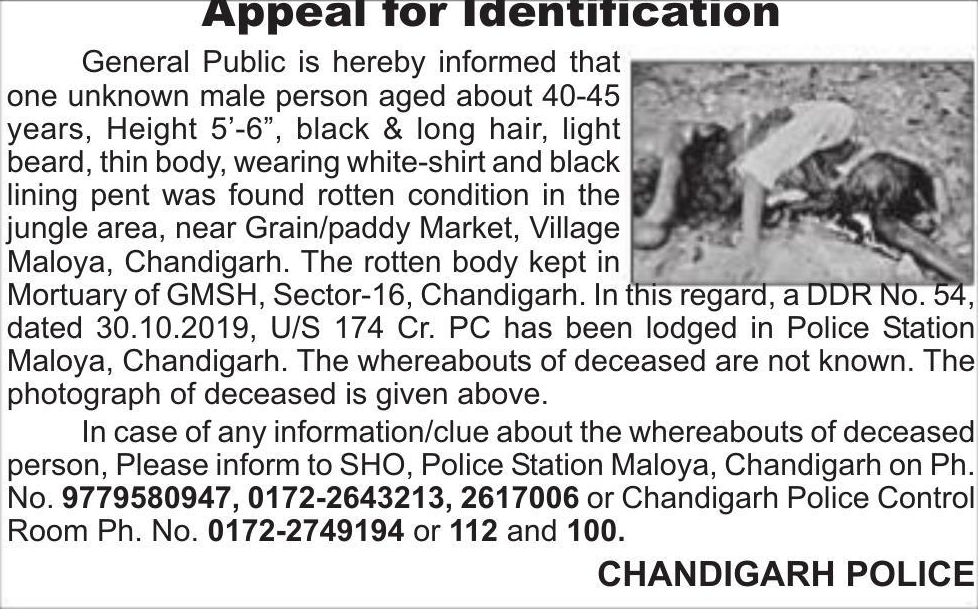 Appeal for Identification
General Public is hereby informed that
one unknown male person aged about 40-45
years, Height 5’-6”, black & long hair, light
beard, thin body, wearing white-shirt and black
lining pent was found rotten condition in the
jungle area, near Grain/paddy Market, Village
Maloya, Chandigarh. The rotten body kept in
Mortuary of GMSH, Sector-16, Chandigarh. In this regard, a DDR No. 54,
dated 30.10.2019, U/S 174 Cr. PC has been lodged in Police Station
Maloya, Chandigarh. The whereabouts of deceased are not known. The
photograph of deceased is given above.
In case of any information/clue about the whereabouts of deceased
person, Please inform to SHO, Police Station Maloya, Chandigarh on Ph.
No. 9779580947, 0172-2643213, 2617006 or Chandigarh Police Control
Room Ph. No. 0172-2749194 or 112 and 100.
CHANDIGARH POLICE